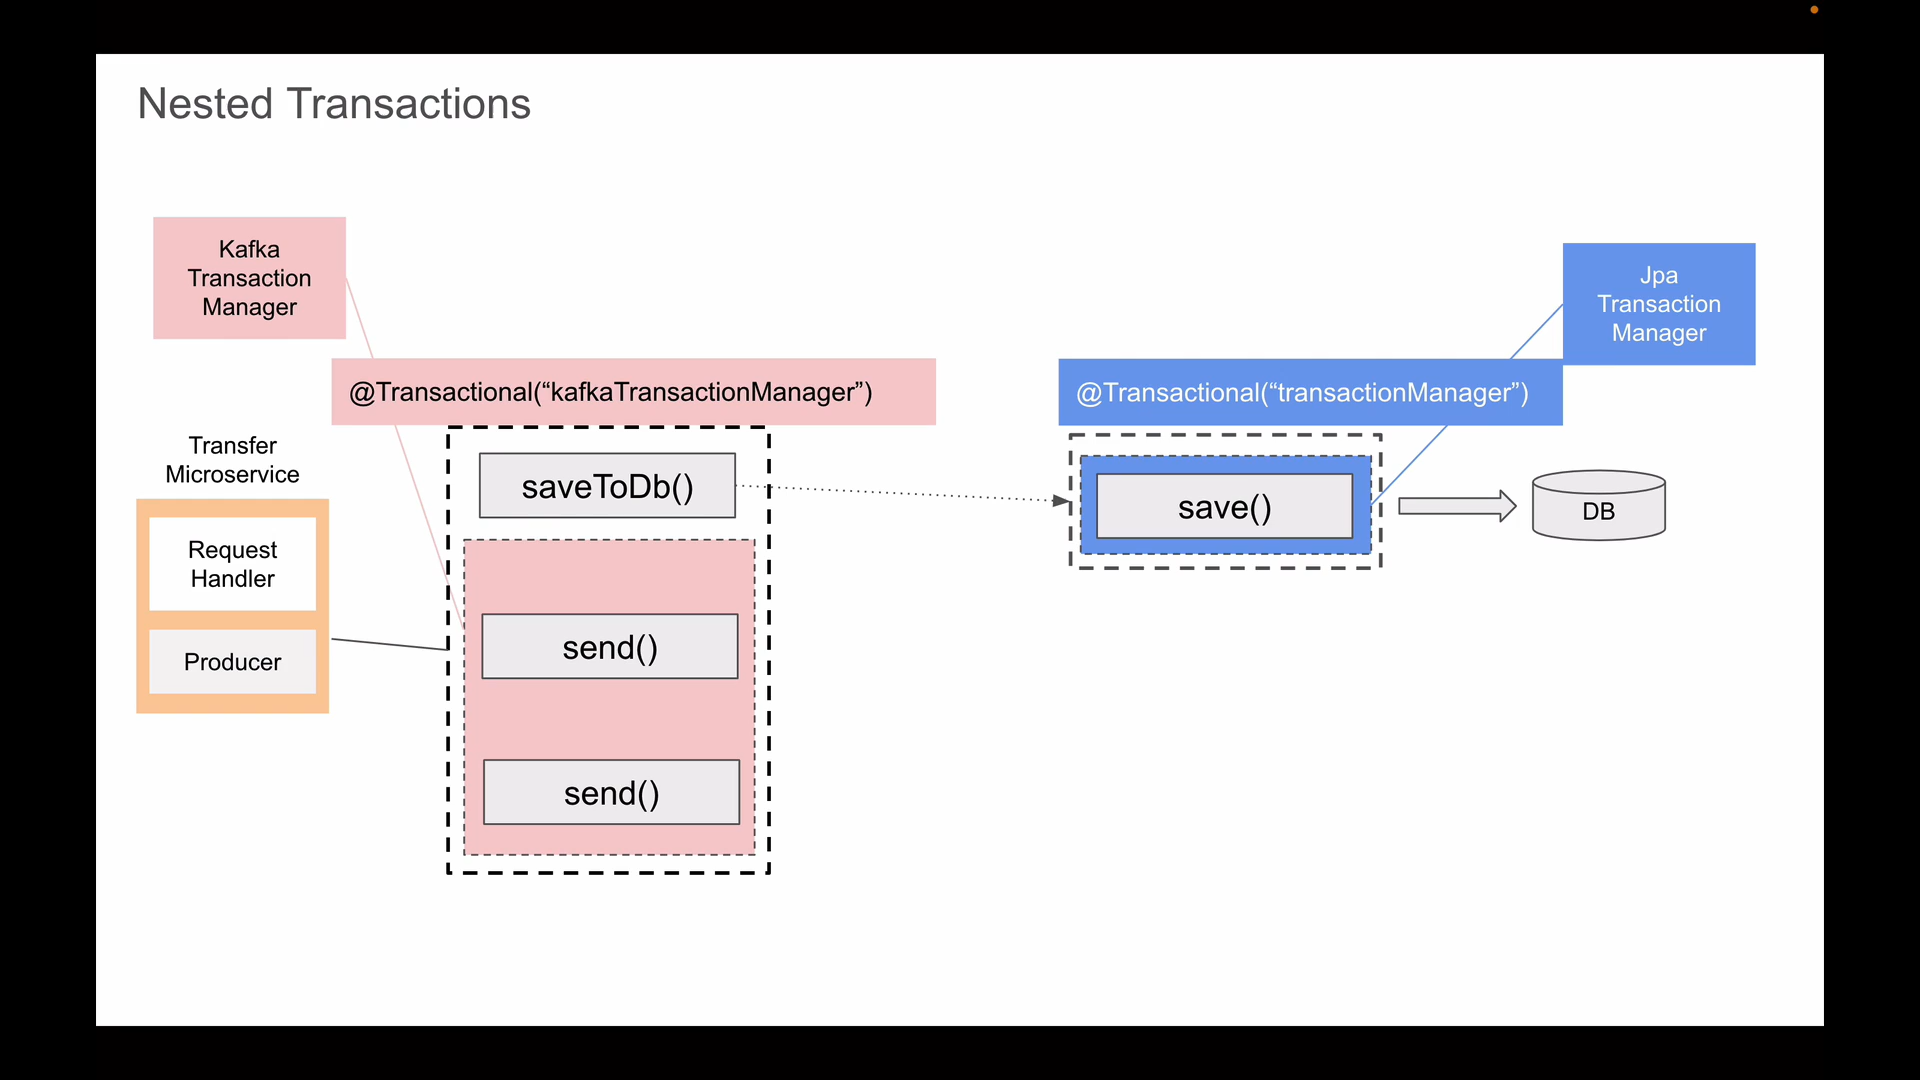 Nested Transactions
Kafka
Transaction
Manager
Jpa
Transaction
Manager
@Transactional(“kafkaTransactionManager”)
@Transactional(“transactionManager”)
Transfer
Microservice
Request
Handler
Producer
saveToDb()
send()
send()
save()
DB